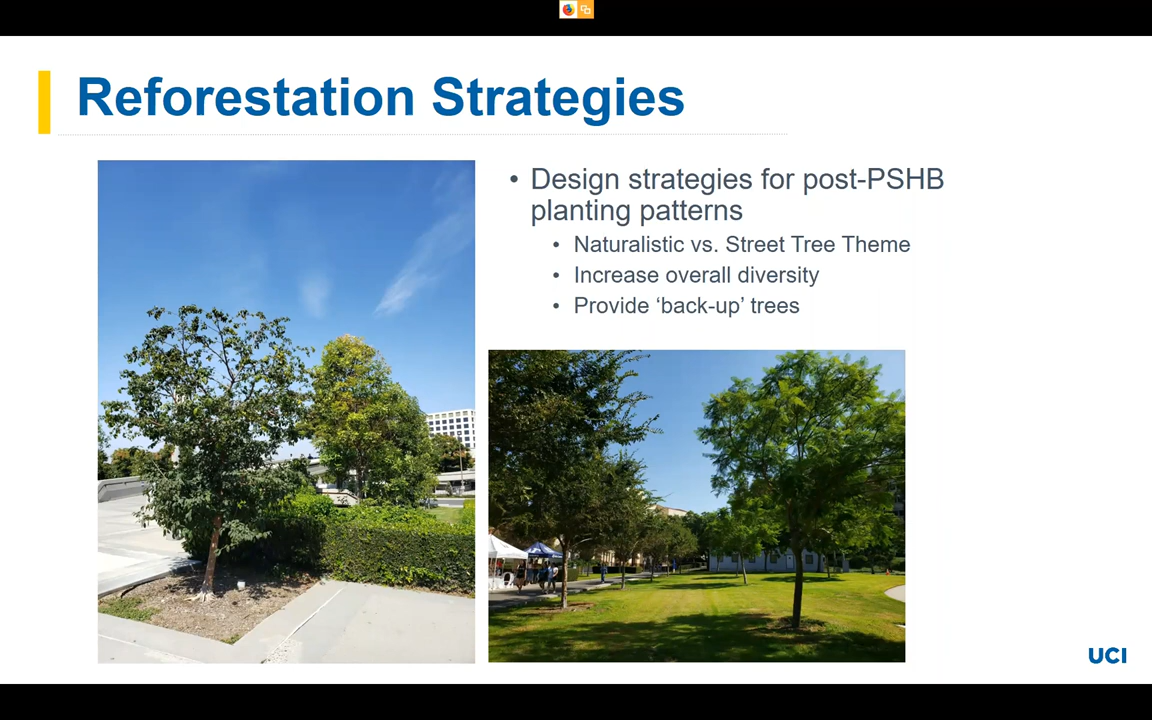 Reforestation Strategies
• Design strategies for post-PSHB
planting patterns
• Naturalistic vs. Street Tree Theme
• Increase overall diversity
• Provide ‘back-up’ trees
UCI